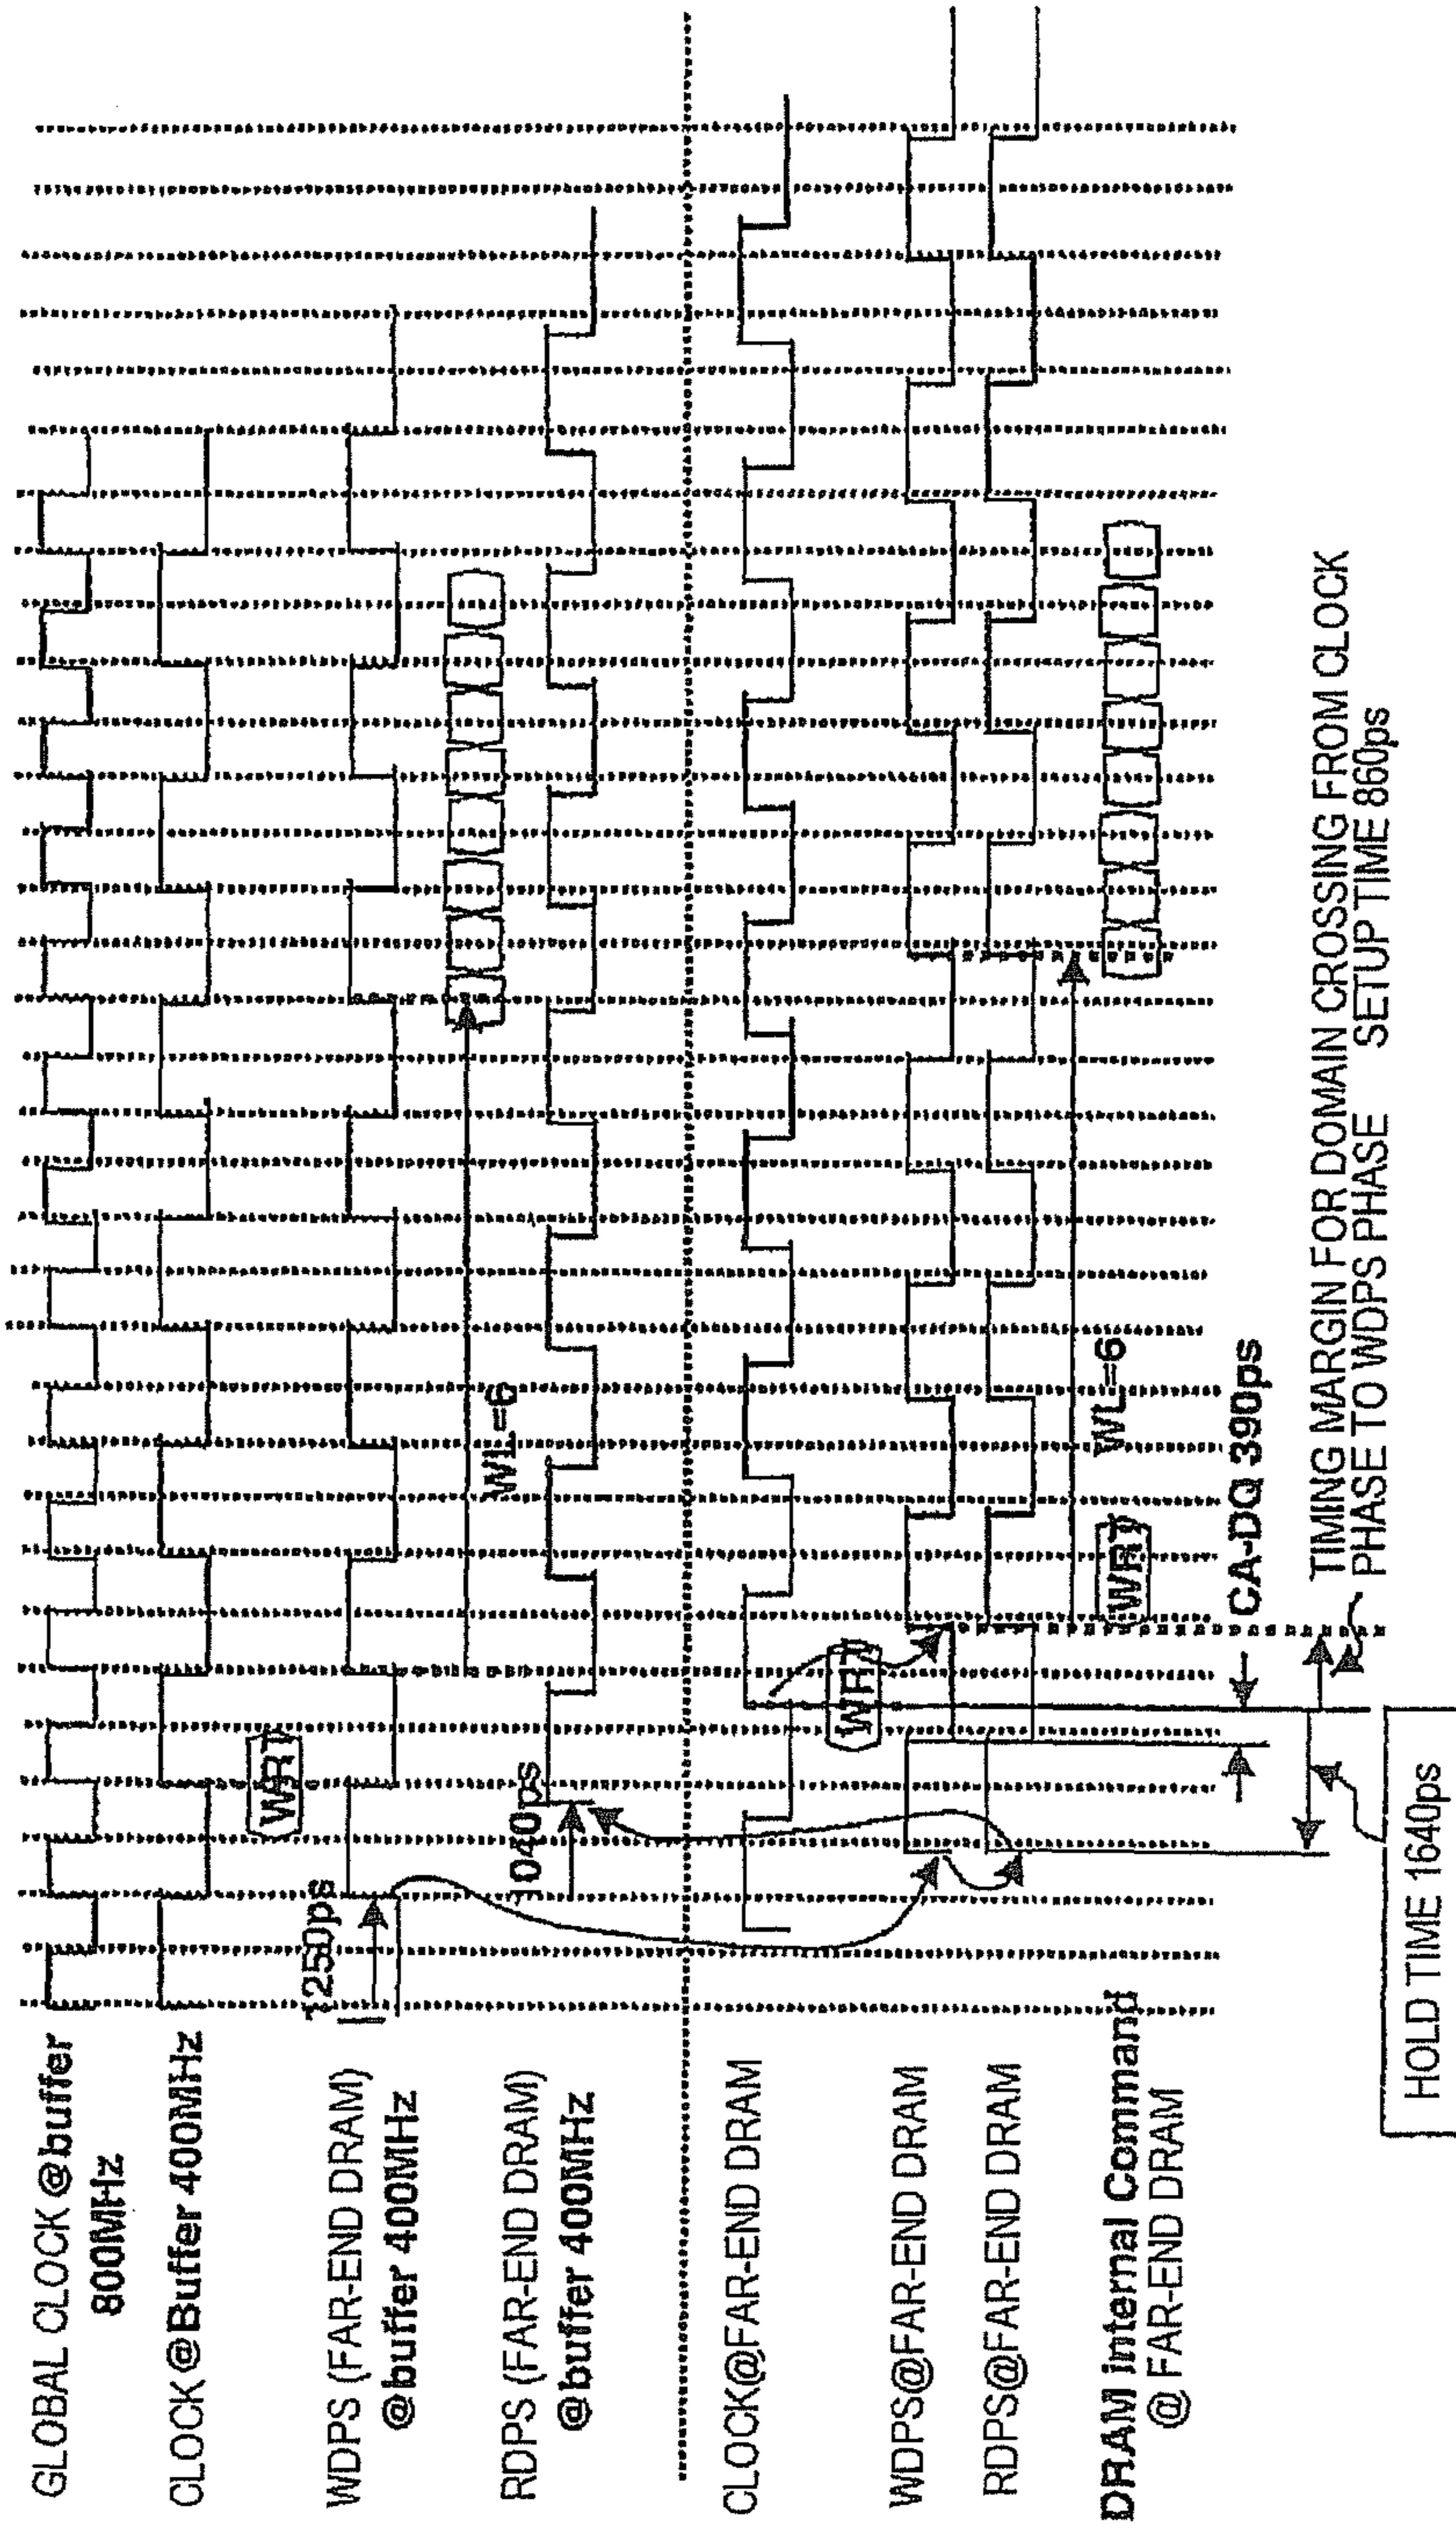 GLOBAL CLOCK @buffer
800MHz
CLOCK @Buffer 400MHz
WRT
1250ps
WDPS (FAR-END DRAM)
@buffer 400MHz
WL=6
1040ps
RDPS (FAR-END DRAM)
@buffer 400MHz
CLOCK@FAR-END DRAM
WRT
WDPS@FAR-END DRAM
RDPS@FAR-END DRAM
WL=6
DRAM internal Command
@ FAR-END DRAM
WRT
CA-DQ 390ps
TIMING MARGIN FOR DOMAIN CROSSING FROM CLOCK
PHASE TO WDPS PHASE SETUP TIME 860ps
HOLD TIME 1640ps